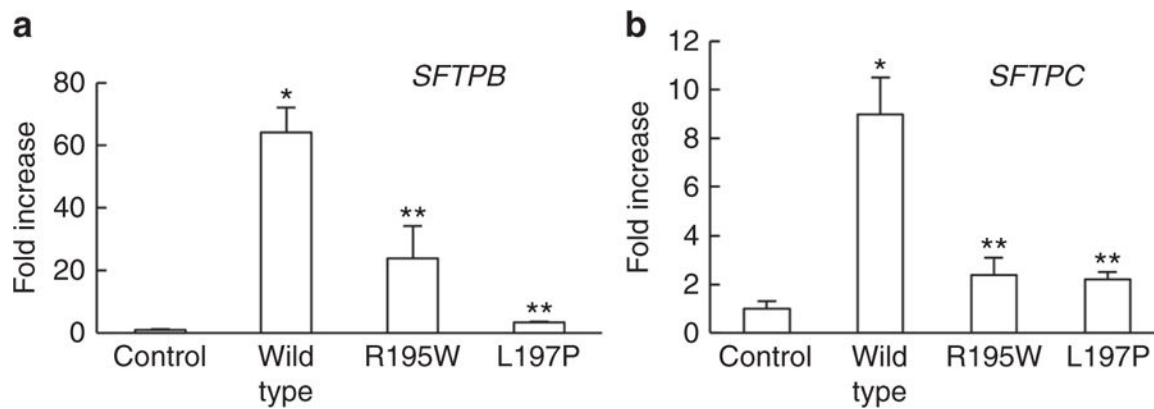 a
SFTPB
Fold increase
80
60
40
20
0
*
**
**
Control
Wild type
R195W
L197P
b
SFTPC
Fold increase
12
10
8
6
4
2
0
*
**
**
Control
Wild type
R195W
L197P